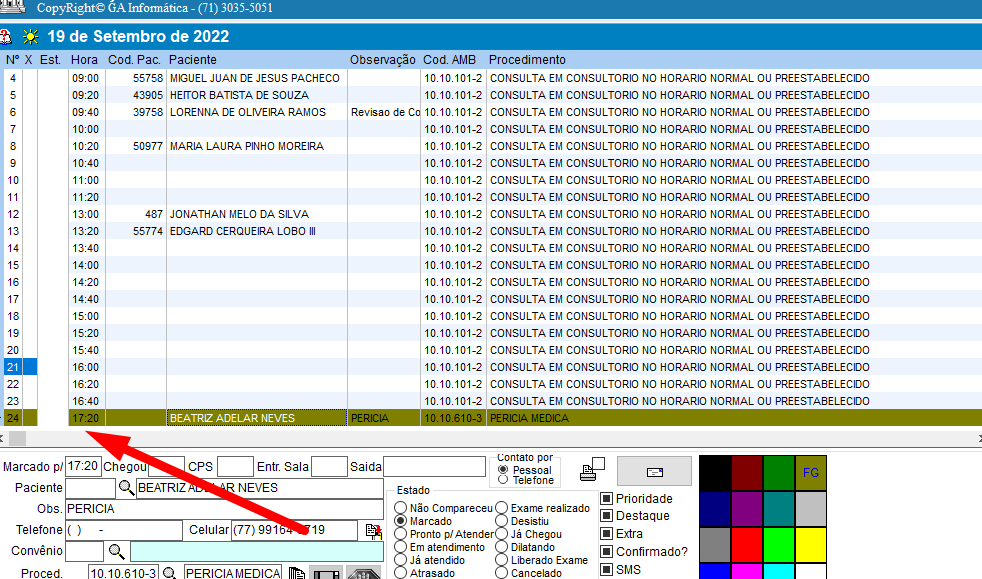 CopyRight© ĞA Informática - (71) 3035-5051
19 de Setembro de 2022
Nº X Est. Hora Cod. Pac. Paciente Observação Cod. AMB Procedimento
4 09:00 55758 MIGUEL JUAN DE JESUS PACHECO 10.10.101-2 CONSULTA EM CONSULTORIO NO HORARIO NORMAL OU PREESTABELECIDO
5 09:20 43905 HEITOR BATISTA DE SOUZA 10.10.101-2 CONSULTA EM CONSULTORIO NO HORARIO NORMAL OU PREESTABELECIDO
6 09:40 39758 LORENNA DE OLIVEIRA RAMOS Revisao de Co 10.10.101-2 CONSULTA EM CONSULTORIO NO HORARIO NORMAL OU PREESTABELECIDO
7 10:00 10.10.101-2 CONSULTA EM CONSULTORIO NO HORARIO NORMAL OU PREESTABELECIDO
8 10:20 50977 MARIA LAURA PINHO MOREIRA 10.10.101-2 CONSULTA EM CONSULTORIO NO HORARIO NORMAL OU PREESTABELECIDO
9 10:40 10.10.101-2 CONSULTA EM CONSULTORIO NO HORARIO NORMAL OU PREESTABELECIDO
10 11:00 10.10.101-2 CONSULTA EM CONSULTORIO NO HORARIO NORMAL OU PREESTABELECIDO
11 11:20 10.10.101-2 CONSULTA EM CONSULTORIO NO HORARIO NORMAL OU PREESTABELECIDO
12 13:00 487 JONATHAN MELO DA SILVA 10.10.101-2 CONSULTA EM CONSULTORIO NO HORARIO NORMAL OU PREESTABELECIDO
13 13:20 55774 EDGARD CERQUEIRA LOBO III 10.10.101-2 CONSULTA EM CONSULTORIO NO HORARIO NORMAL OU PREESTABELECIDO
14 13:40 10.10.101-2 CONSULTA EM CONSULTORIO NO HORARIO NORMAL OU PREESTABELECIDO
15 14:00 10.10.101-2 CONSULTA EM CONSULTORIO NO HORARIO NORMAL OU PREESTABELECIDO
16 14:20 10.10.101-2 CONSULTA EM CONSULTORIO NO HORARIO NORMAL OU PREESTABELECIDO
17 14:40 10.10.101-2 CONSULTA EM CONSULTORIO NO HORARIO NORMAL OU PREESTABELECIDO
18 15:00 10.10.101-2 CONSULTA EM CONSULTORIO NO HORARIO NORMAL OU PREESTABELECIDO
19 15:20 10.10.101-2 CONSULTA EM CONSULTORIO NO HORARIO NORMAL OU PREESTABELECIDO
20 15:40 10.10.101-2 CONSULTA EM CONSULTORIO NO HORARIO NORMAL OU PREESTABELECIDO
21 16:00 10.10.101-2 CONSULTA EM CONSULTORIO NO HORARIO NORMAL OU PREESTABELECIDO
22 16:20 10.10.101-2 CONSULTA EM CONSULTORIO NO HORARIO NORMAL OU PREESTABELECIDO
23 16:40 10.10.101-2 CONSULTA EM CONSULTORIO NO HORARIO NORMAL OU PREESTABELECIDO
24 17:20 BEATRIZ ADELAR NEVES PERICIA 10.10.610-3 PERICIA MEDICA
Marcado p/ 17:20 Chegou CPS Entr. Sala Saida
Paciente BEATRIZ ADELAR NEVES
Obs. PERICIA
Telefone ( ) - Celular (77) 99164- 719
Convênio
Proced. 10.10.610-3 PERICIA MEDICA
Contato por
Pessoal
Telefone
Estado
Não Compareceu Exame realizado
Marcado Desistiu
Pronto p/ Atender Já Chegou
Em atendimento Dilatando
Já atendido Liberado Exame
Atrasado Cancelado
Prioridade
Destaque
Extra
Confirmado?
SMS
FG